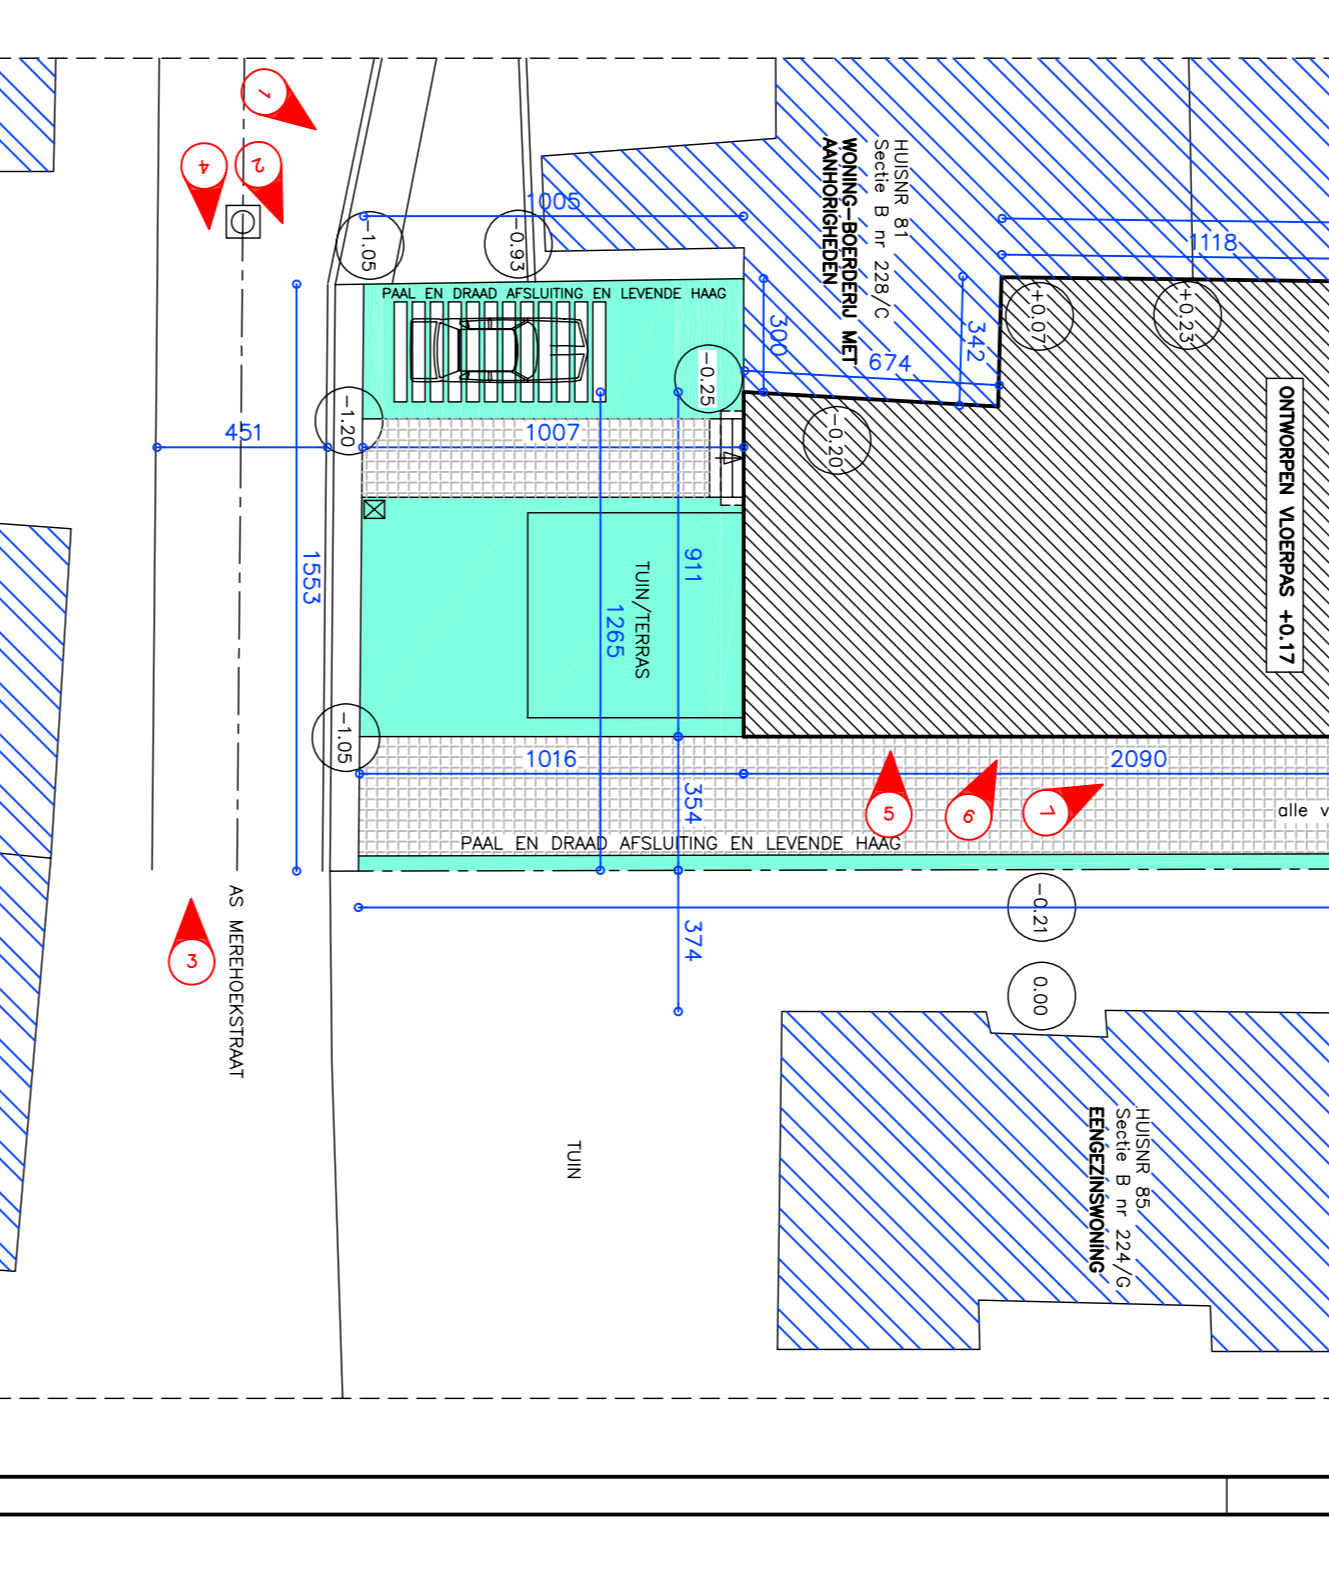 1
4
2
1005
-1.05
-0.93
HUISNR 81
Sectie B nr 228/C
WONING-BOERDERIJ MET
AANHORIGHEDEN
1118
PAAL EN DRAAD AFSLUITING EN LEVENDE HAAG
300
342
+0.07
+0.23
674
-0.25
-1.20
451
1007
-0.20
ONTWORPEN VLOERPAS +0.17
1553
911
TUIN/TERRAS
1265
-1.05
1016
2090
354
5
6
7
alle v
PAAL EN DRAAD AFSLUITING EN LEVENDE HAAG
AS MEREHOEKSTRAAT
3
374
-0.21
0.00
TUIN
HUISNR 85
Sectie B nr 224/G
EENGEZINSWONING